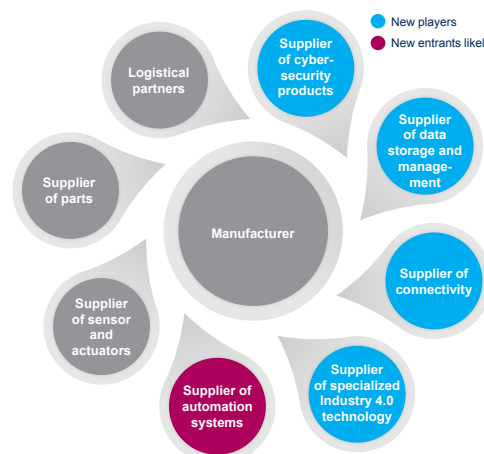 New players
New entrants likel
Supplier
of cyber-
security
products
Logistical
partners
Supplier
of data
storage and
manage-
ment
Supplier
of parts
Manufacturer
Supplier of
connectivity
Supplier
of sensor
and
actuators
Supplier
of specialized
Industry 4.0
technology
Supplier of
automation
systems